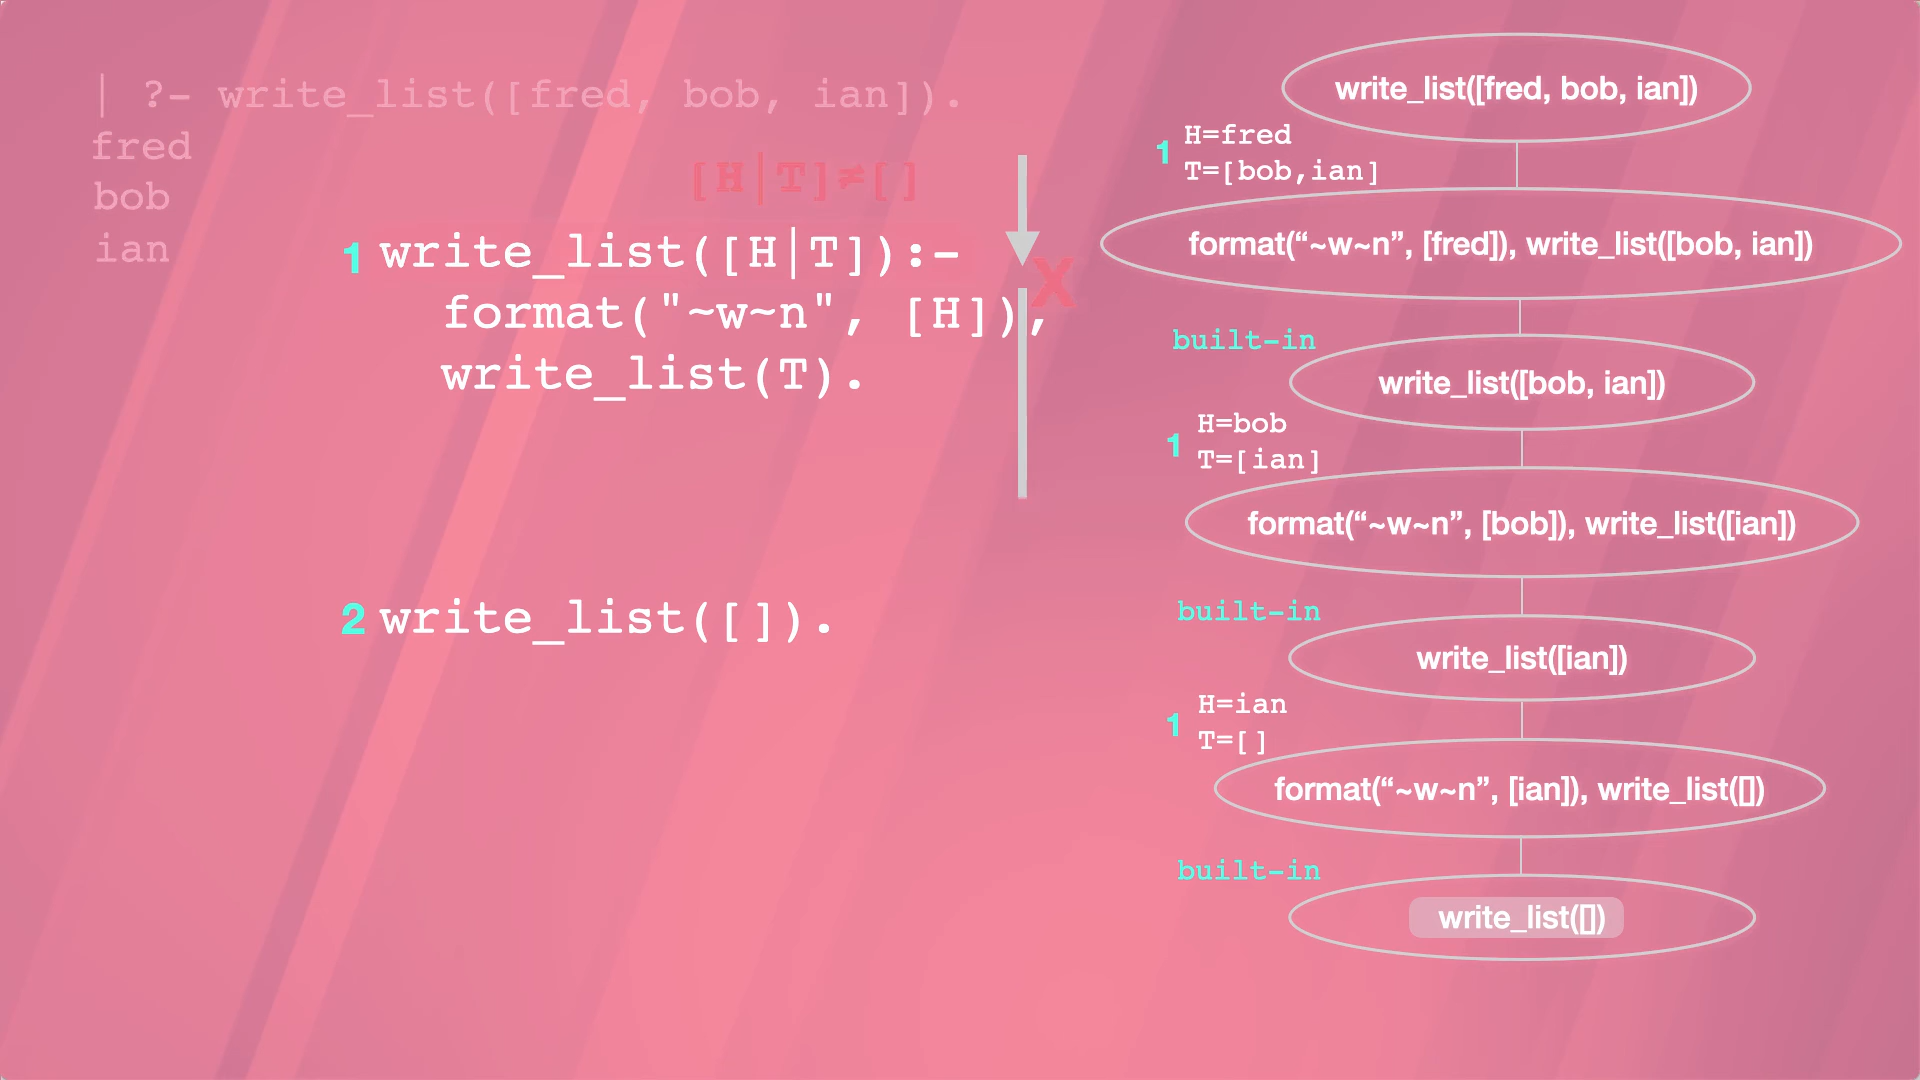 | ?- write_list([fred, bob, ian]).
fred
bob
ian
[H|T]≠[]
X
1 write_list([H|T]):-
format("~w~n", [H]),
write_list(T).
2 write_list([]).
write_list([fred, bob, ian])
1 H=fred
T=[bob,ian]
format(“~w~n”, [fred]), write_list([bob, ian])
built-in
write_list([bob, ian])
1 H=bob
T=[ian]
format(“~w~n”, [bob]), write_list([ian])
built-in
write_list([ian])
1 H=ian
T=[]
format(“~w~n”, [ian]), write_list([])
built-in
write_list([])